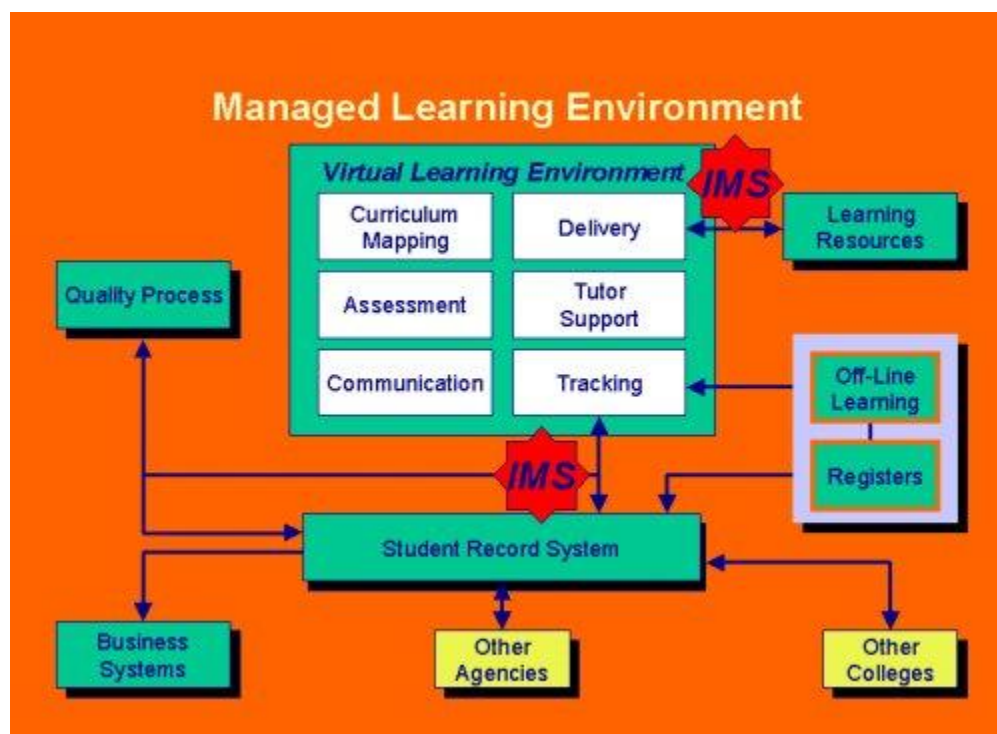 Managed Learning Environment
Virtual Learning Environment
IMS
Curriculum
Mapping
Delivery
Learning
Resources
Quality Process
Assessment
Tutor
Support
Communication
Tracking
Off-Line
Learning
IMS
Registers
Student Record System
Business
Systems
Other
Agencies
Other
Colleges